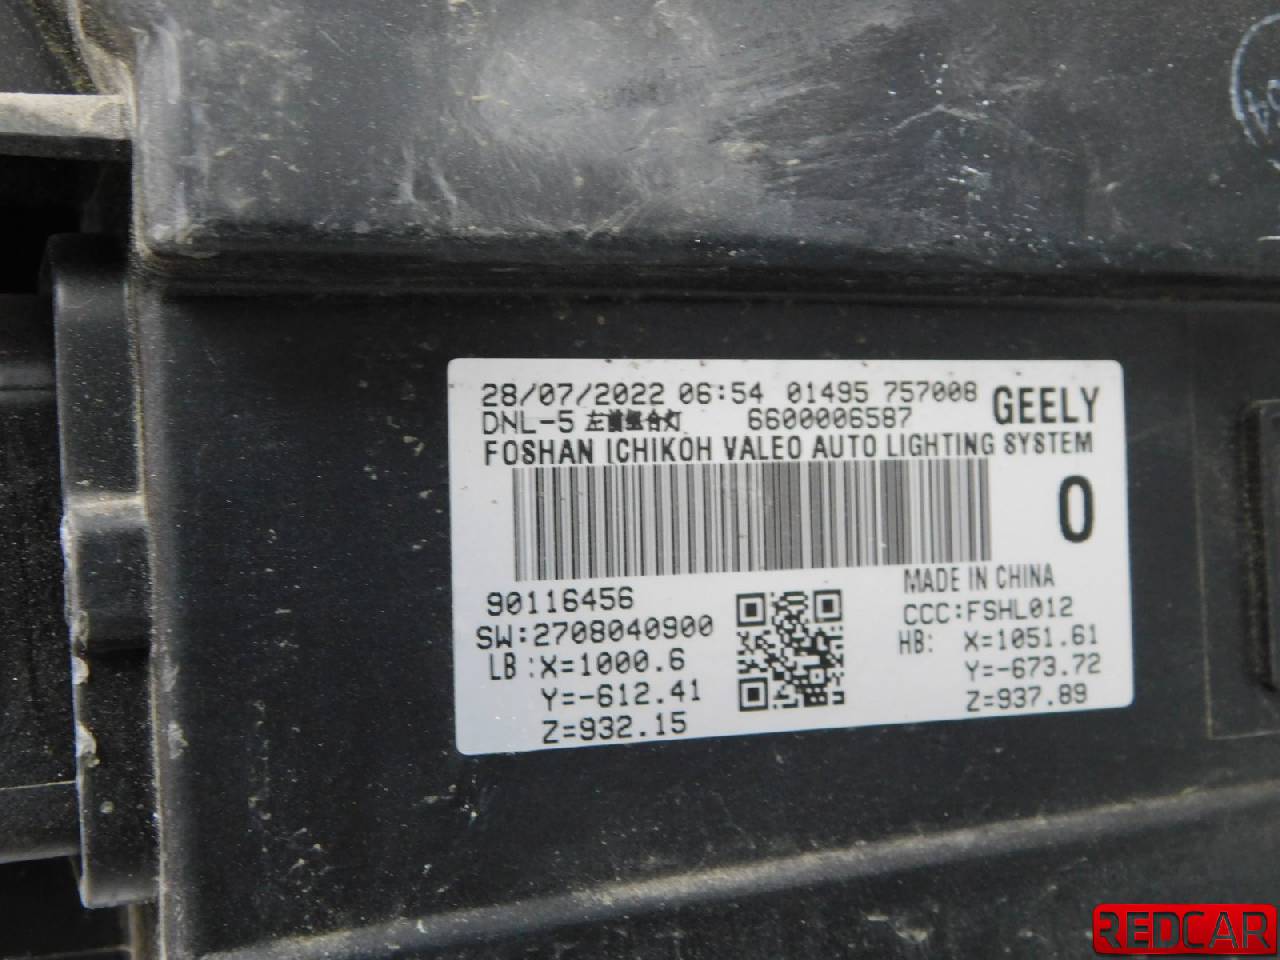 28/07/2022 06:54 01495 757008
DNL-5 左前组合灯 6600006587 GEELY
FOSHAN ICHIKOH VALEO AUTO LIGHTING SYSTEM
0
90116456
MADE IN CHINA
SW:2708040900
CCC:FSHL012
LB:X=1000.6
HB: X=1051.61
Y=-612.41
Y=-673.72
Z=932.15
Z=937.89
REDCAR